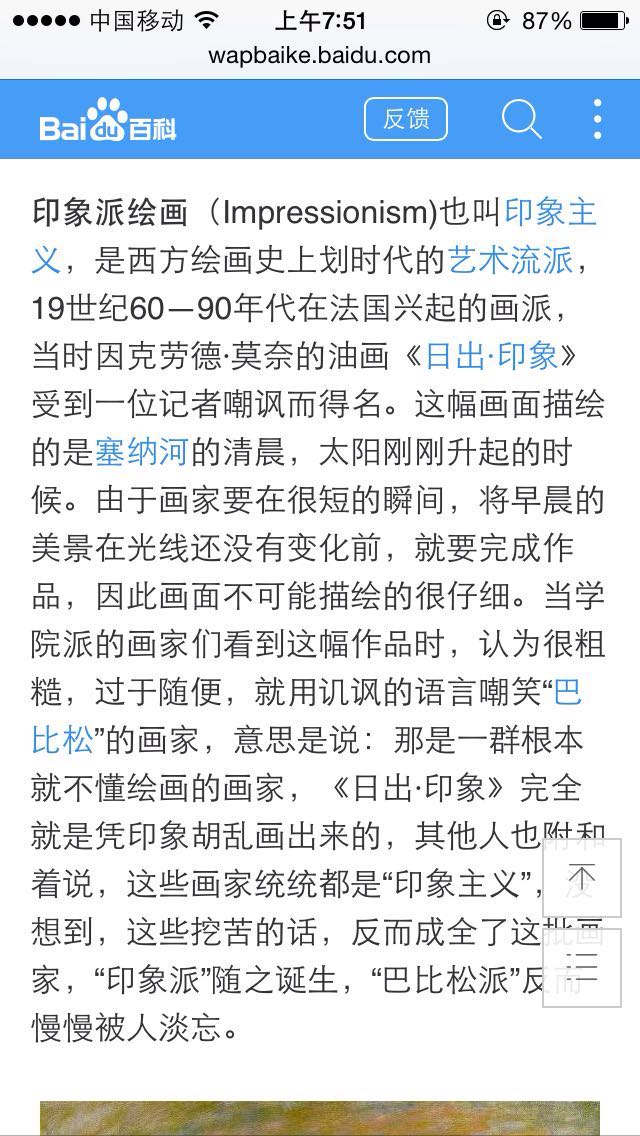 中国移动 上午7:51 87%
wapbaike.baidu.com
Bai du 百科 反馈
印象派绘画（Impressionism)也叫印象主
义，是西方绘画史上划时代的艺术流派，
19世纪60—90年代在法国兴起的画派，
当时因克劳德·莫奈的油画《日出·印象》
受到一位记者嘲讽而得名。这幅画面描绘
的是塞纳河的清晨，太阳刚刚升起的时
候。由于画家要在很短的瞬间，将早晨的
美景在光线还没有变化前，就要完成作
品，因此画面不可能描绘的很仔细。当学
院派的画家们看到这幅作品时，认为很粗
糙，过于随便，就用讥讽的语言嘲笑“巴
比松”的画家，意思是说：那是一群根本
就不懂绘画的画家，《日出·印象》完全
就是凭印象胡乱画出来的，其他人也附和
着说，这些画家统统都是“印象主义”，没
想到，这些挖苦的话，反而成全了这批画
家，“印象派”随之诞生，“巴比松派”反而
慢慢被人淡忘。